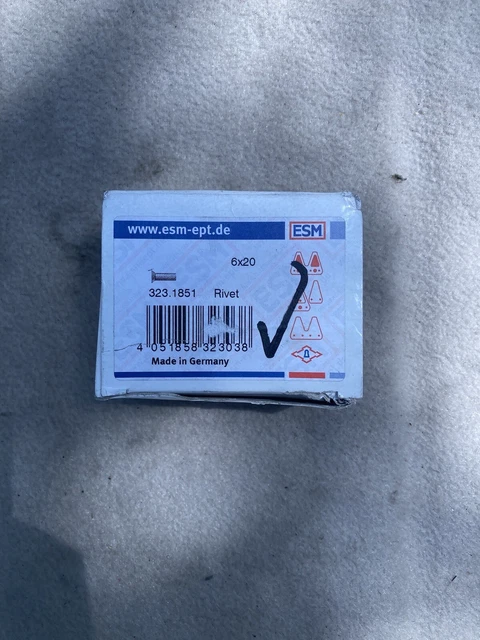 www.esm-ept.de
ESM
6x20
323.1851 Rivet
4 051858 323038
Made in Germany